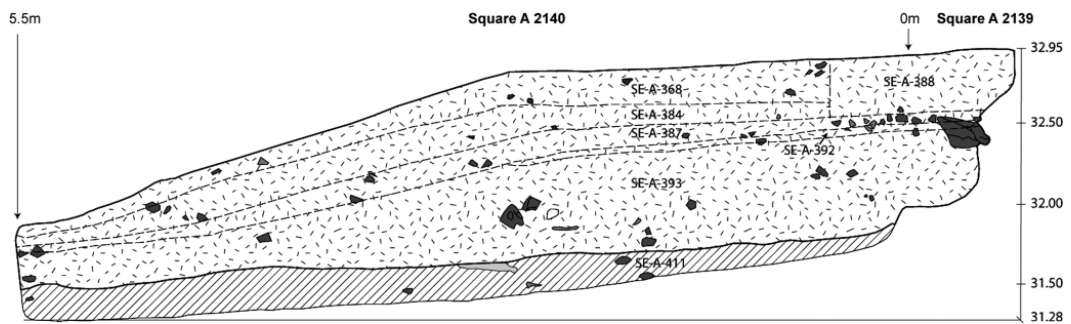 5.5m Square A 2140 0m Square A 2139
32.95
SE-A-388
SE-A-368
SE-A-384
32.50
SE-A-387
SE-A-392
SE-A-393
32.00
SE-A-411
31.50
31.28